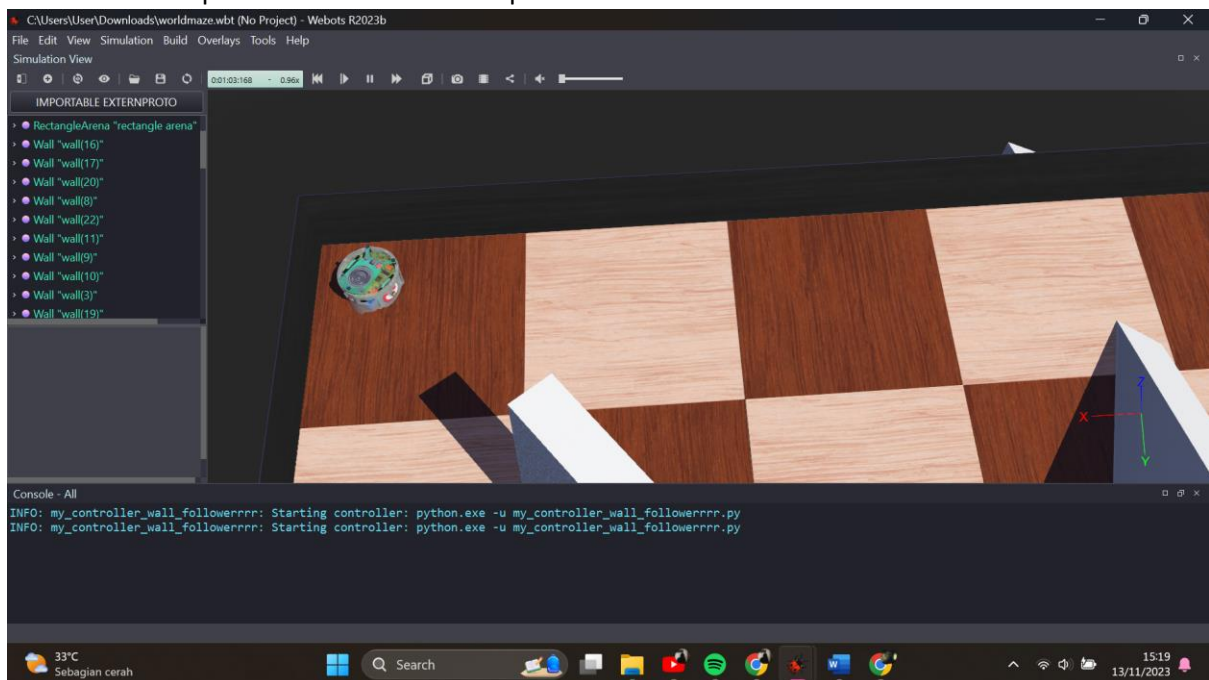 C:\Users\User\Downloads\worldmaze.wbt (No Project) - Webots R2023b
File Edit View Simulation Build Overlays Tools Help
Simulation View
0:01:03:168 - 0.96x
IMPORTABLE EXTERNPROTO
RectangleArena "rectangle arena"
Wall "wall(16)"
Wall "wall(17)"
Wall "wall(20)"
Wall "wall(8)"
Wall "wall(22)"
Wall "wall(11)"
Wall "wall(9)"
Wall "wall(10)"
Wall "wall(3)"
Wall "wall(19)"
Z
X
Y
Console - All
INFO: my_controller_wall_followerrrr: Starting controller: python.exe -u my_controller_wall_followerrrr.py
INFO: my_controller_wall_followerrrr: Starting controller: python.exe -u my_controller_wall_followerrrr.py
33°C
Sebagian cerah
Search
15:19
13/11/2023